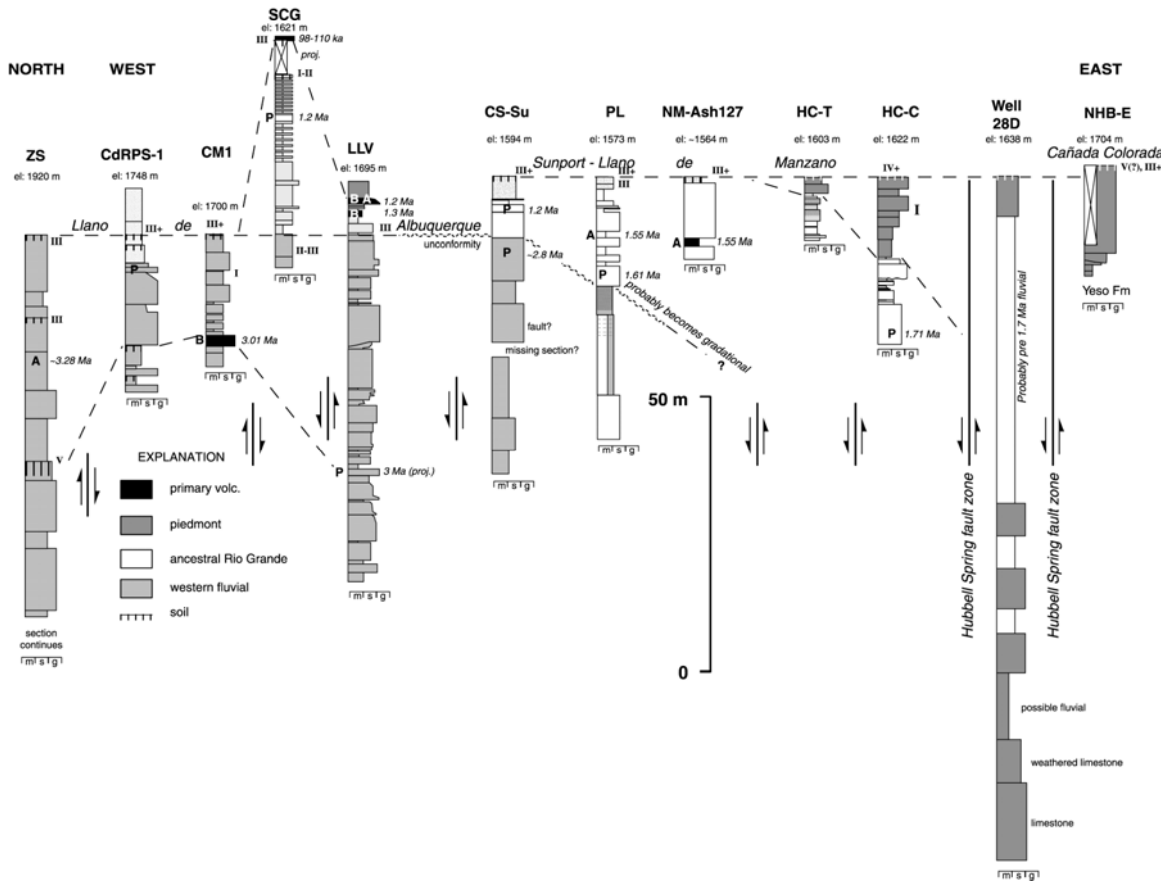 SCG
el: 1621 m
III
98-110 ka
proj.
I-II
P
1.2 Ma
II-III
m s g
NORTH
WEST
EAST
ZS
el: 1920 m
III
III
A
~3.28 Ma
V
section
continues
m s g
CdRPS-1
el: 1748 m
III+
P
m s g
CM1
el: 1700 m
III+
I
B
3.01 Ma
m s g
LLV
el: 1695 m
B A
1.2 Ma
B
1.3 Ma
III
P
3 Ma (proj.)
m s g
Llano de Albuquerque
unconformity
CS-Su
el: 1594 m
III+
P
1.2 Ma
P
~2.8 Ma
fault?
missing section?
m s g
PL
el: 1573 m
III+
III
A
1.55 Ma
P
1.61 Ma
m s g
probably becomes gradational
?
NM-Ash127
el: ~1564 m
III+
A
1.55 Ma
m s g
Sunport - Llano de Manzano
HC-T
el: 1603 m
m s g
HC-C
el: 1622 m
IV+
I
P
1.71 Ma
m s g
Well
28D
el: 1638 m
Probably pre 1.7 Ma fluvial
possible fluvial
weathered limestone
limestone
m s g
Hubbell Spring fault zone
Hubbell Spring fault zone
NHB-E
el: 1704 m
Cañada Colorada
V(?), III+
Yeso Fm
m s g
50 m
0
EXPLANATION
primary volc.
piedmont
ancestral Rio Grande
western fluvial
soil